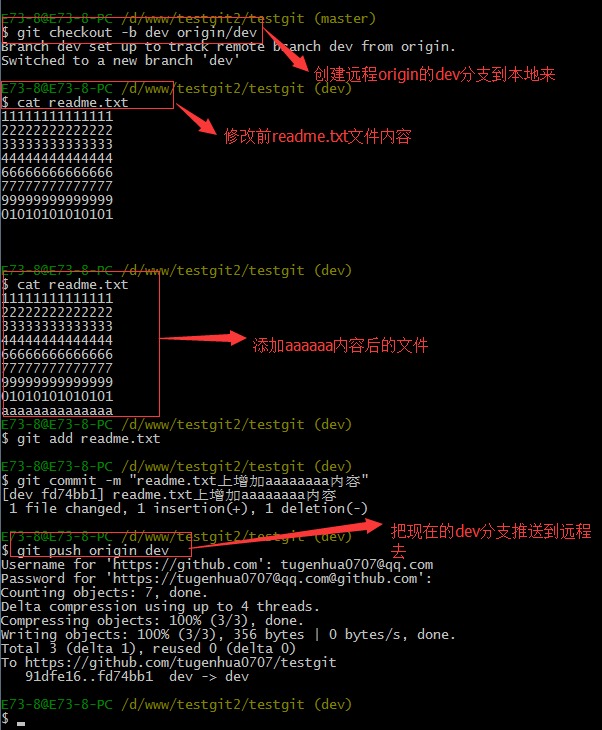 E73-8@E73-8-PC /d/www/testgit2/testgit (master)
$ git checkout -b dev origin/dev
Branch dev set up to track remote branch dev from origin.
Switched to a new branch 'dev'
创建远程origin的dev分支到本地来
E73-8@E73-8-PC /d/www/testgit2/testgit (dev)
$ cat readme.txt
修改前readme.txt文件内容
11111111111111
22222222222222
33333333333333
44444444444444
66666666666666
77777777777777
99999999999999
01010101010101
E73-8@E73-8-PC /d/www/testgit2/testgit (dev)
$ cat readme.txt
11111111111111
22222222222222
33333333333333
44444444444444
66666666666666
77777777777777
99999999999999
01010101010101
aaaaaaaaaaaaaa
添加aaaaaa内容后的文件
E73-8@E73-8-PC /d/www/testgit2/testgit (dev)
$ git add readme.txt
E73-8@E73-8-PC /d/www/testgit2/testgit (dev)
$ git commit -m "readme.txt上增加aaaaaaaa内容"
[dev fd74bb1] readme.txt上增加aaaaaaaa内容
1 file changed, 1 insertion(+), 1 deletion(-)
E73-8@E73-8-PC /d/www/testgit2/testgit (dev)
$ git push origin dev
把现在的dev分支推送到远程
去
Username for 'https://github.com': tugenhua0707@qq.com
Password for 'https://tugenhua0707@qq.com@github.com':
Counting objects: 7, done.
Delta compression using up to 4 threads.
Compressing objects: 100% (3/3), done.
Writing objects: 100% (3/3), 356 bytes | 0 bytes/s, done.
Total 3 (delta 1), reused 0 (delta 0)
To https://github.com/tugenhua0707/testgit
91dfe16..fd74bb1 dev -> dev
E73-8@E73-8-PC /d/www/testgit2/testgit (dev)
$